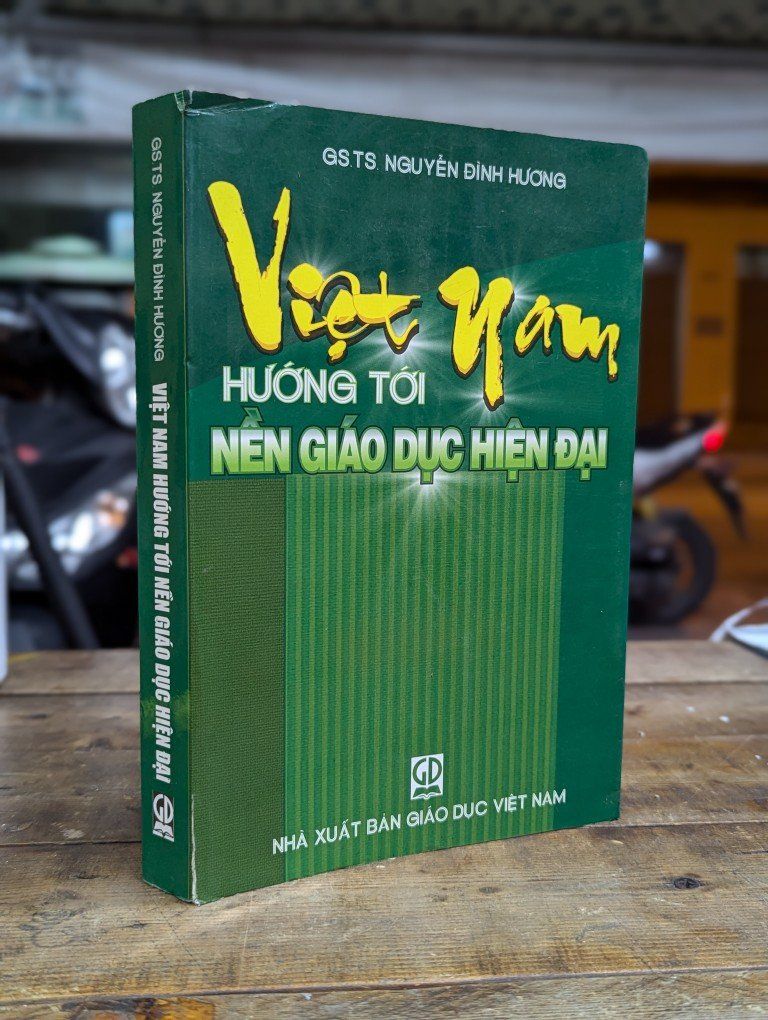 GS.TS. NGUYỄN ĐÌNH HƯƠNG
Việt Nam
HƯỚNG TỚI
NỀN GIÁO DỤC HIỆN ĐẠI
GD
NHÀ XUẤT BẢN GIÁO DỤC VIỆT NAM
GS.TS. NGUYỄN ĐÌNH HƯƠNG VIỆT NAM HƯỚNG TỚI NỀN GIÁO DỤC HIỆN ĐẠI
GD